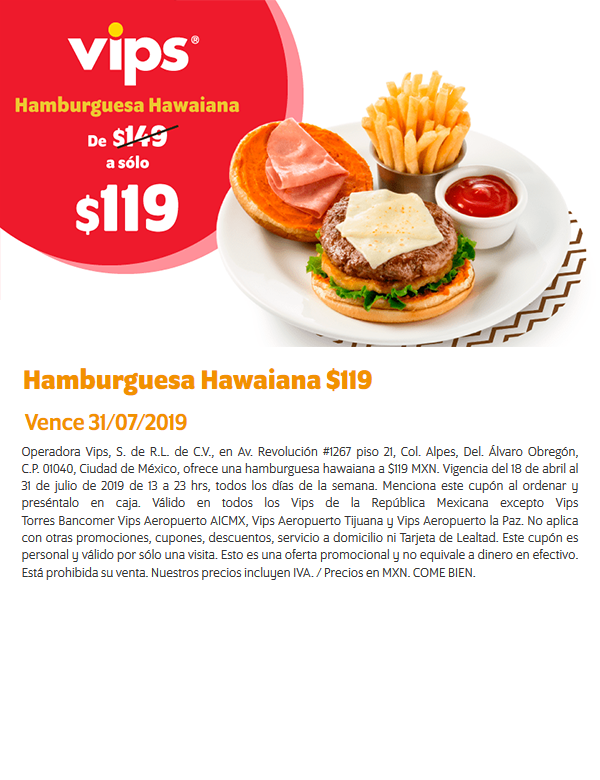 vips®
Hamburguesa Hawaiana
De $149
a sólo
$119
Hamburguesa Hawaiana $119
Vence 31/07/2019
Operadora Vips, S. de R.L. de C.V., en Av. Revolución #1267 piso 21, Col. Alpes, Del. Álvaro Obregón,
C.P. 01040, Ciudad de México, ofrece una hamburguesa hawaiana a $119 MXN. Vigencia del 18 de abril al
31 de julio de 2019 de 13 a 23 hrs, todos los días de la semana. Menciona este cupón al ordenar y
preséntalo en caja. Válido en todos los Vips de la República Mexicana excepto Vips
Torres Bancomer Vips Aeropuerto AICMX, Vips Aeropuerto Tijuana y Vips Aeropuerto la Paz. No aplica
con otras promociones, cupones, descuentos, servicio a domicilio ni Tarjeta de Lealtad. Este cupón es
personal y válido por sólo una visita. Esto es una oferta promocional y no equivale a dinero en efectivo.
Está prohibida su venta. Nuestros precios incluyen IVA. / Precios en MXN. COME BIEN.